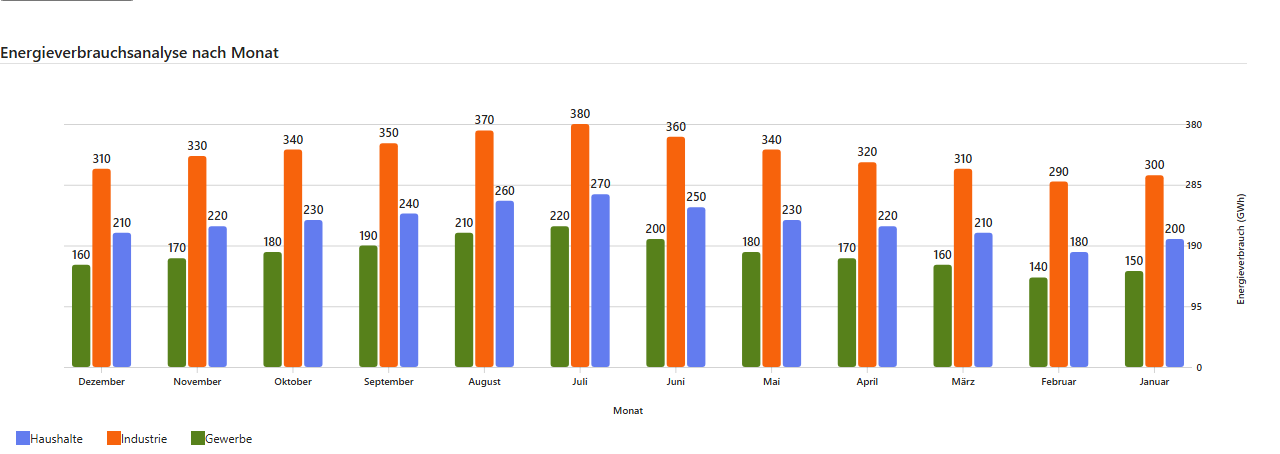 Energieverbrauchsanalyse nach Monat
160 310 210 170 330 220 180 340 230 190 350 240 210 370 260 220 380 270 200 360 250 180 340 230 170 320 220 160 310 210 140 290 180 150 300 200
380
285
190
95
0
Energieverbrauch (GWh)
Dezember November Oktober September August Juli Juni Mai April März Februar Januar
Monat
Haushalte Industrie Gewerbe